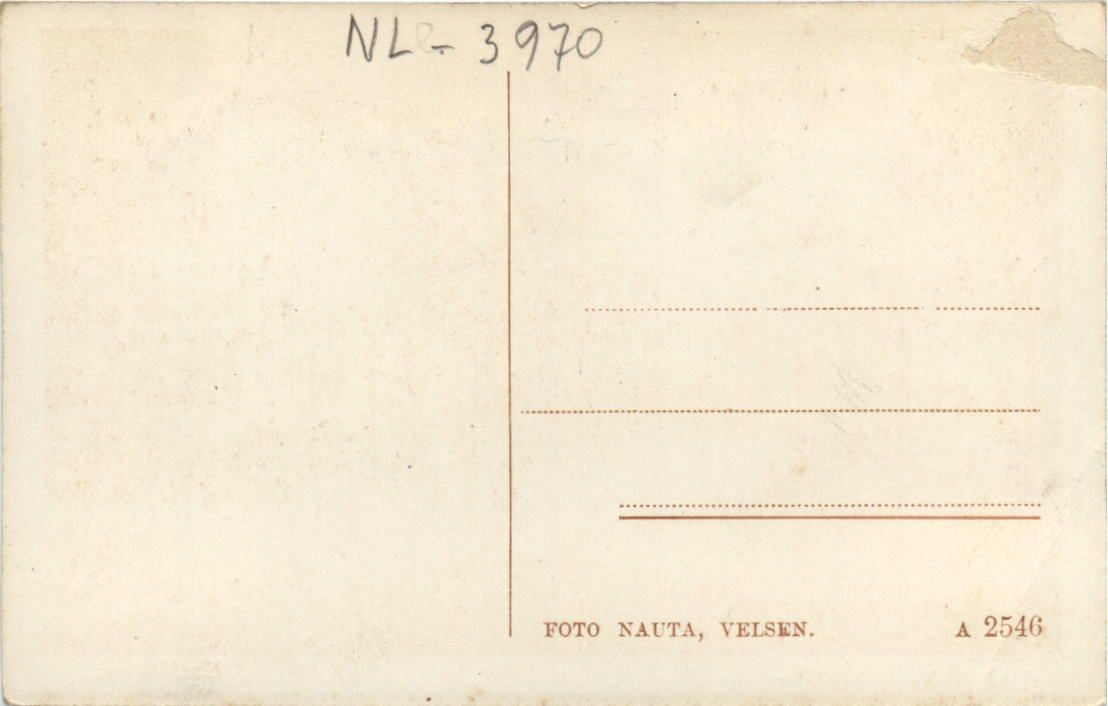 NL - 3970
FOTO NAUTA, VELSEN.
A 2546